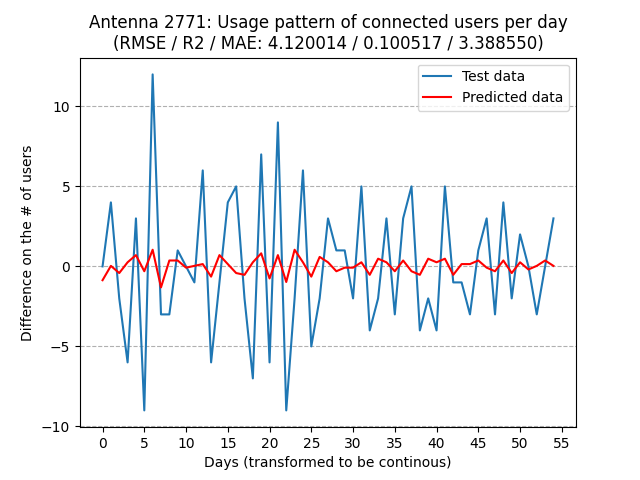 Antenna 2771: Usage pattern of connected users per day
(RMSE / R2 / MAE: 4.120014 / 0.100517 / 3.388550)
Test data
Predicted data
Difference on the # of users
10
5
0
−5
−10
0 5 10 15 20 25 30 35 40 45 50 55
Days (transformed to be continous)